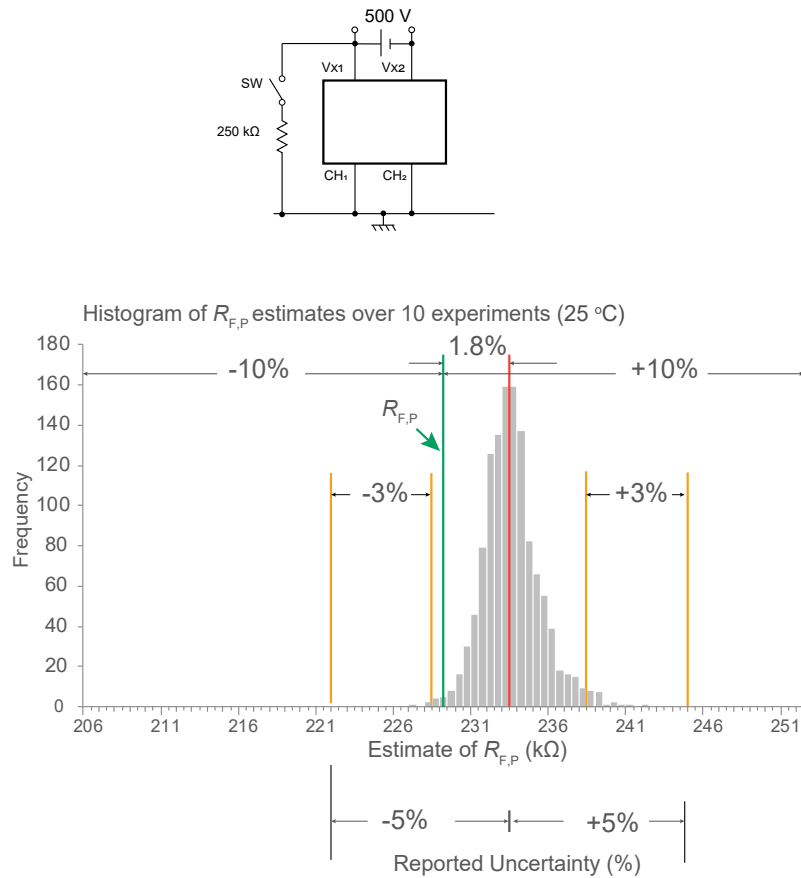 500 V
Vx1 Vx2
SW
250 kΩ
CH1 CH2
Histogram of RF,P estimates over 10 experiments (25 °C)
180
160
140
120
100
80
60
40
20
0
Frequency
1.8%
-10% +10%
RF,P
-3% +3%
206 211 216 221 226 231 236 241 246 251
Estimate of RF,P (kΩ)
-5% +5%
Reported Uncertainty (%)